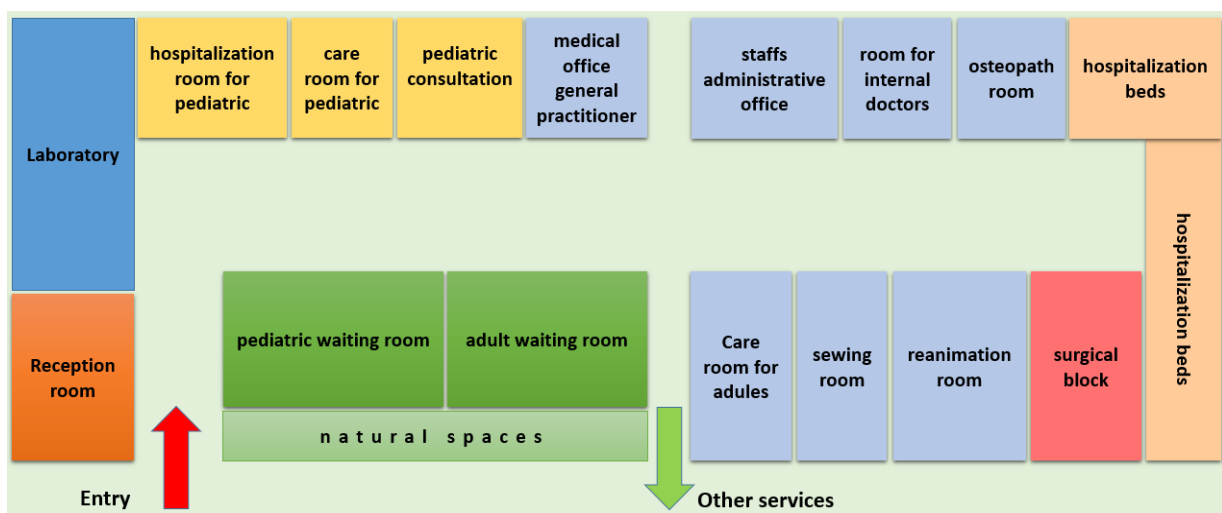 hospitalization
room for
pediatric
care
room for
pediatric
pediatric
consultation
medical
office
general
practitioner
staffs
administrative
office
room for
internal
doctors
osteopath
room
hospitalization
beds
Laboratory
hospitalization beds
Reception
room
pediatric waiting room
adult waiting room
natural spaces
Care
room for
adules
sewing
room
reanimation
room
surgical
block
Entry
Other services